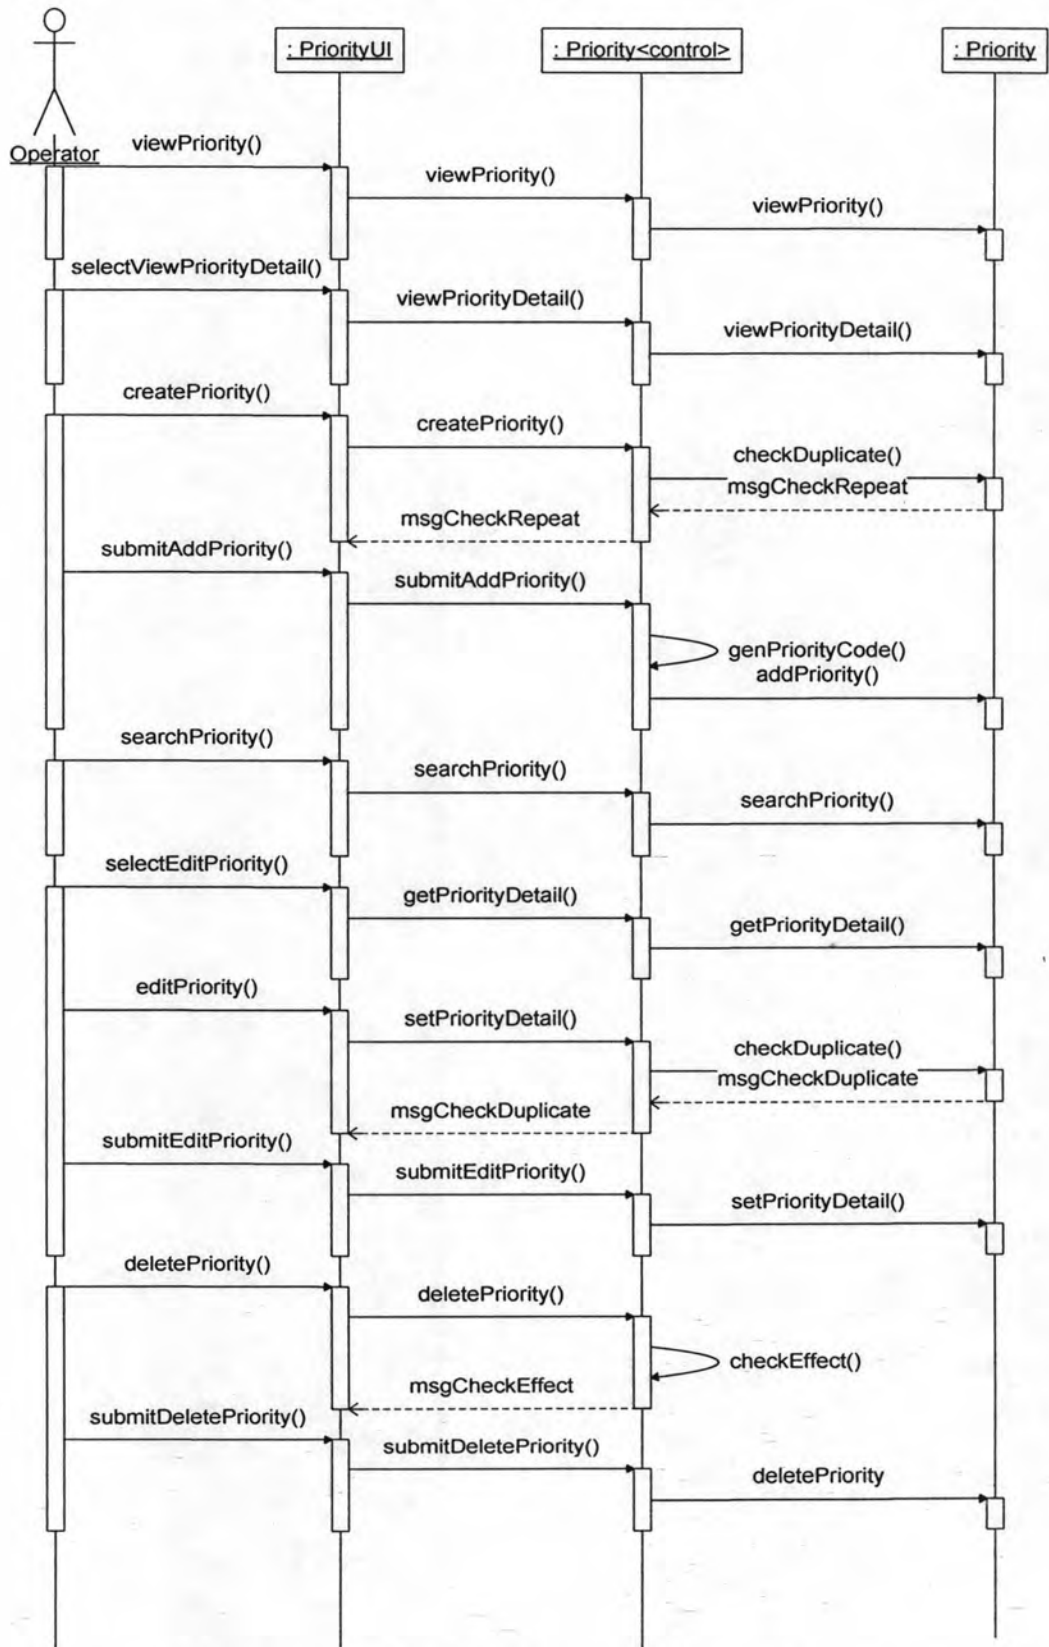 : PriorityUI
: Priority<control>
: Priority
Operator
viewPriority()
viewPriority()
viewPriority()
selectViewPriorityDetail()
viewPriorityDetail()
viewPriorityDetail()
createPriority()
createPriority()
checkDuplicate()
msgCheckRepeat
msgCheckRepeat
submitAddPriority()
submitAddPriority()
genPriorityCode()
addPriority()
searchPriority()
searchPriority()
searchPriority()
selectEditPriority()
getPriorityDetail()
getPriorityDetail()
editPriority()
setPriorityDetail()
checkDuplicate()
msgCheckDuplicate
msgCheckDuplicate
submitEditPriority()
submitEditPriority()
setPriorityDetail()
deletePriority()
deletePriority()
checkEffect()
msgCheckEffect
submitDeletePriority()
submitDeletePriority()
deletePriority